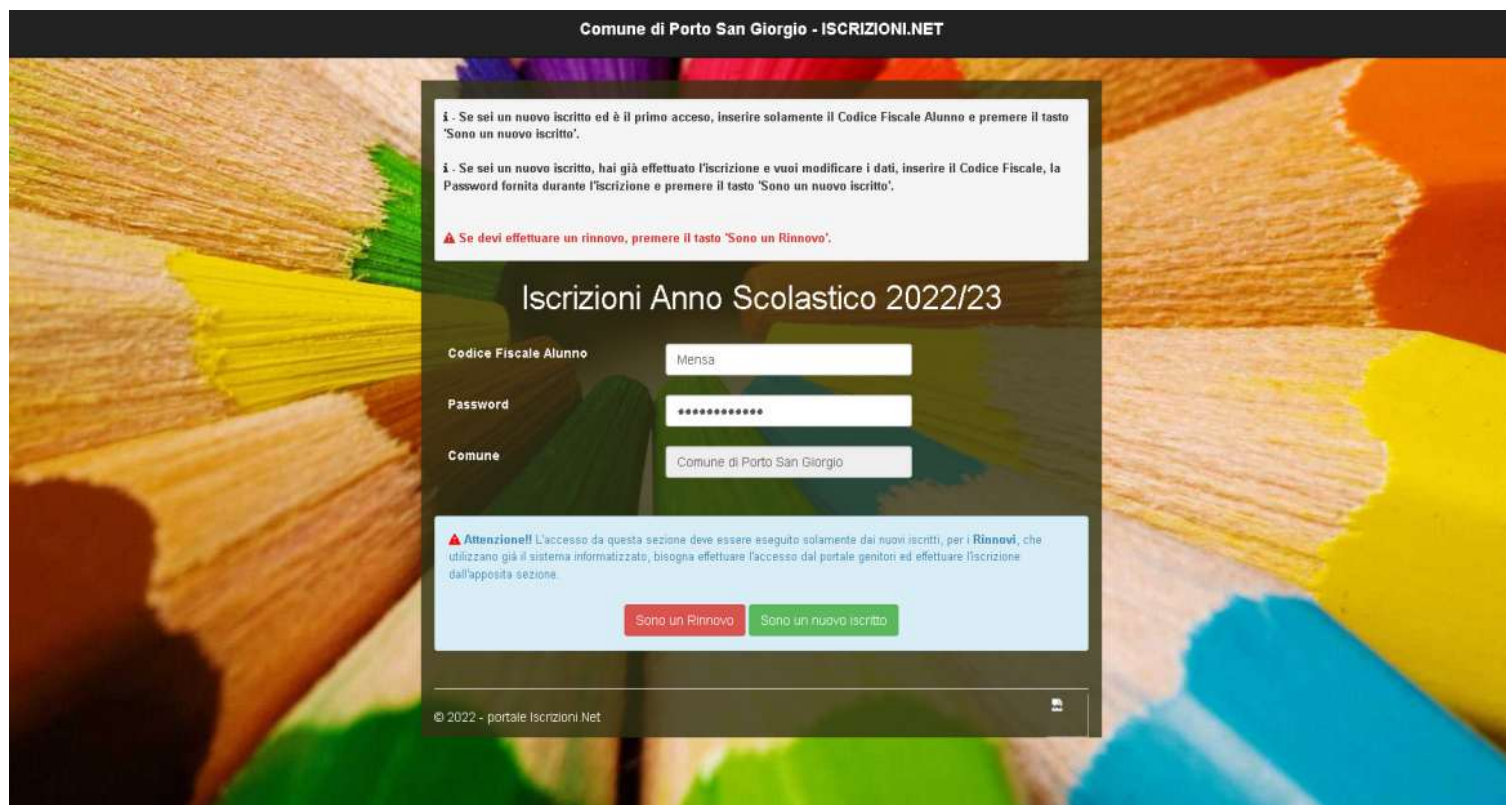 Comune di Porto San Giorgio - ISCRIZIONI.NET
i - Se sei un nuovo iscritto ed è il primo accesso, inserire solamente il Codice Fiscale Alunno e premere il tasto
'Sono un nuovo iscritto'.
i - Se sei un nuovo iscritto, hai già effettuato l'iscrizione e vuoi modificare i dati, inserire il Codice Fiscale, la
Password fornita durante l'iscrizione e premere il tasto 'Sono un nuovo iscritto'.
Se devi effettuare un rinnovo, premere il tasto 'Sono un Rinnovo'.
Iscrizioni Anno Scolastico 2022/23
Codice Fiscale Alunno
Mensa
Password
••••••••••••
Comune
Comune di Porto San Giorgio
Attenzione!! L'accesso da questa sezione deve essere eseguito solamente dai nuovi iscritti, per i Rinnovi, che
utilizzano già il sistema informatizzato, bisogna effettuare l'accesso dal portale genitori ed effettuare l'iscrizione
dall'apposita sezione.
Sono un Rinnovo
Sono un nuovo iscritto
© 2022 - portale Iscrizioni.Net